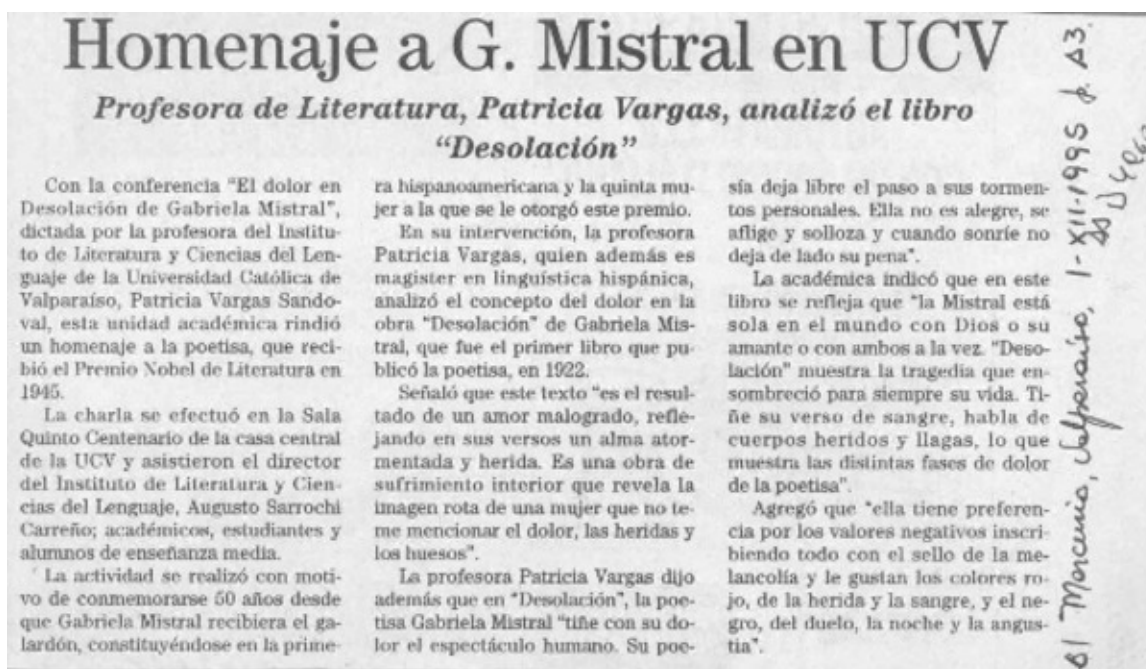 Homenaje a G. Mistral en UCV
Profesora de Literatura, Patricia Vargas, analizó el libro
“Desolación”
Con la conferencia “El dolor en
Desolación de Gabriela Mistral”,
dictada por la profesora del Institu-
to de Literatura y Ciencias del Len-
guaje de la Universidad Católica de
Valparaíso, Patricia Vargas Sando-
val, esta unidad académica rindió
un homenaje a la poetisa, que reci-
bió el Premio Nobel de Literatura en
1945.
La charla se efectuó en la Sala
Quinto Centenario de la casa central
de la UCV y asistieron el director
del Instituto de Literatura y Cien-
cias del Lenguaje, Augusto Sarrochi
Carreño; académicos, estudiantes y
alumnos de enseñanza media.
La actividad se realizó con moti-
vo de conmemorarse 50 años desde
que Gabriela Mistral recibiera el ga-
lardón, constituyéndose en la prime-
ra hispanoamericana y la quinta mu-
jer a la que se le otorgó este premio.
En su intervención, la profesora
Patricia Vargas, quien además es
magister en linguística hispánica,
analizó el concepto del dolor en la
obra “Desolación” de Gabriela Mis-
tral, que fue el primer libro que pu-
blicó la poetisa, en 1922.
Señaló que este texto “es el resul-
tado de un amor malogrado, refle-
jando en sus versos un alma ator-
mentada y herida. Es una obra de
sufrimiento interior que revela la
imagen rota de una mujer que no te-
me mencionar el dolor, las heridas y
los huesos”.
La profesora Patricia Vargas dijo
además que en “Desolación”, la poe-
tisa Gabriela Mistral “tiñe con su do-
lor el espectáculo humano. Su poe-
sía deja libre el paso a sus tormen-
tos personales. Ella no es alegre, se
aflige y solloza y cuando sonríe no
deja de lado su pena”.
La académica indicó que en este
libro se refleja que “la Mistral está
sola en el mundo con Dios o su
amante o con ambos a la vez. “Deso-
lación” muestra la tragedia que en-
sombreció para siempre su vida. Ti-
ñe su verso de sangre, habla de
cuerpos heridos y llagas, lo que
muestra las distintas fases de dolor
de la poetisa”.
Agregó que “ella tiene preferen-
cia por los valores negativos inscri-
biendo todo con el sello de la me-
lancolía y le gustan los colores ro-
jo, de la herida y la sangre, y el ne-
gro, del duelo, la noche y la angus-
tia”.
El Mercurio, Valparaíso, 1-XII-1995 p. A3.